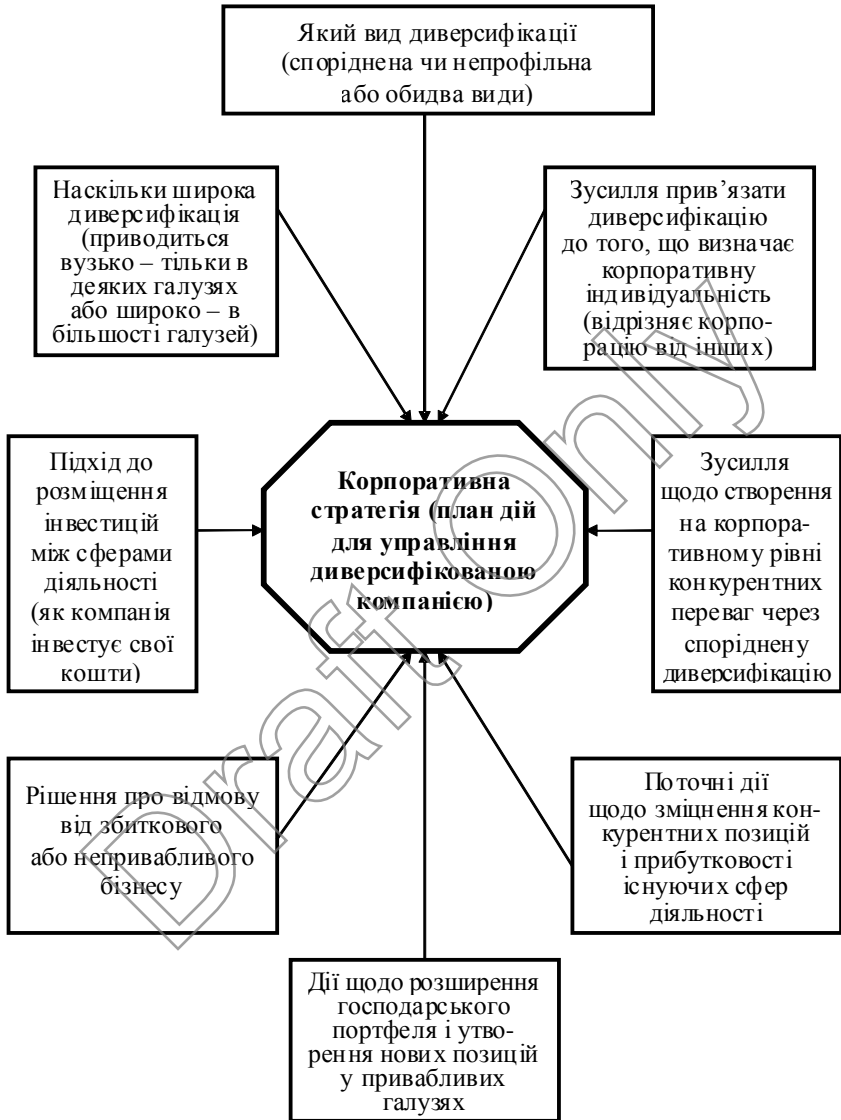 Який вид диверсифікації
(споріднена чи непрофільна
або обидва види)
Наскільки широка
диверсифікація
(приводиться
вузько – тільки в
деяких галузях
або широко – в
більшості галузей)
Зусилля прив’язати
диверсифікацію
до того, що визначає
корпоративну
індивідуальність
(відрізняє корпо-
рацію від інших)
Підхід до
розміщення
інвестицій
між сферами
діяльності
(як компанія
інвестує свої
кошти)
Корпоративна
стратегія (план дій
для управління
диверсифікованою
компанією)
Зусилля
щодо створення
на корпора-
тивному рівні
конкурентних
переваг через
споріднену
диверсифікацію
Рішення про відмову
від збиткового
або непривабливого
бізнесу
Поточні дії
щодо зміцнення кон-
курентних позицій
і прибутковості
існуючих сфер
діяльності
Дії щодо розширення
господарського
портфеля і утво-
рення нових позицій
у привабливих
галузях
Draft Only